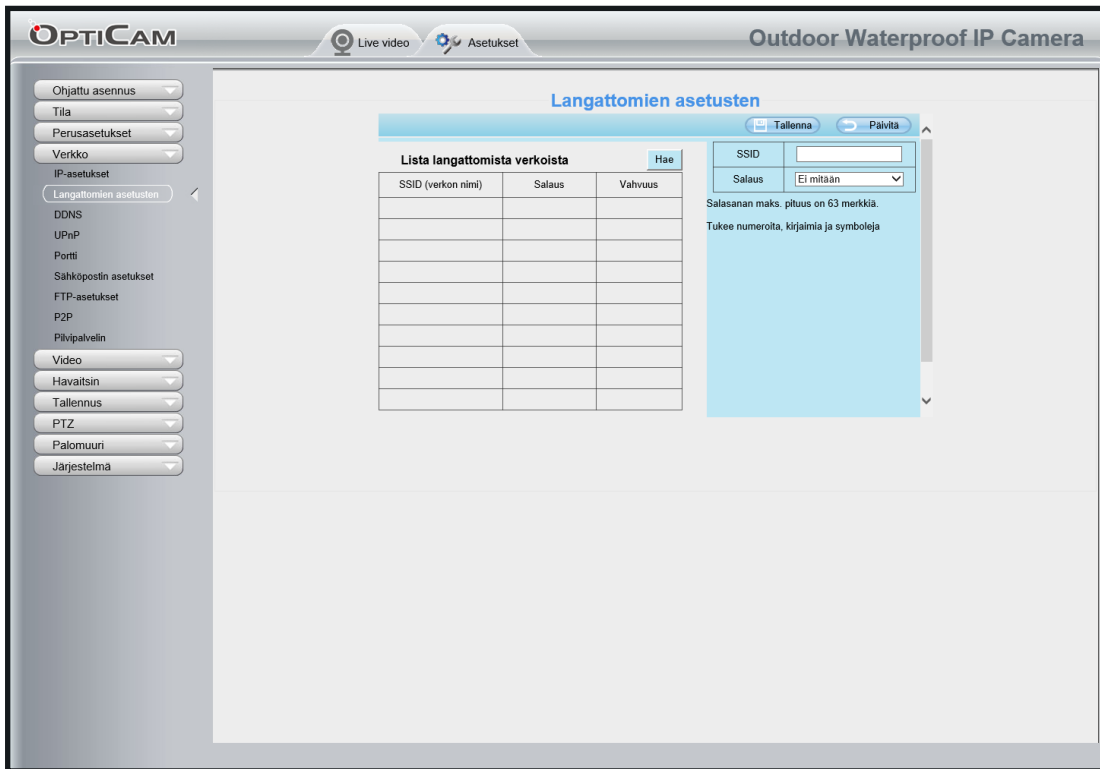 OPTICAM
Live video
Asetukset
Outdoor Waterproof IP Camera
Ohjattu asennus
Tila
Perusasetukset
Verkko
IP-asetukset
Langattomien asetusten
DDNS
UPnP
Portti
Sähköpostin asetukset
FTP-asetukset
P2P
Pilvipalvelin
Video
Havaitsin
Tallennus
PTZ
Palomuuri
Järjestelmä
Langattomien asetusten
Tallenna
Päivitä
Lista langattomista verkoista
Hae
SSID (verkon nimi)
Salaus
Vahvuus
SSID
Salaus
Ei mitään
Salasanan maks. pituus on 63 merkkiä.
Tukee numeroita, kirjaimia ja symboleja